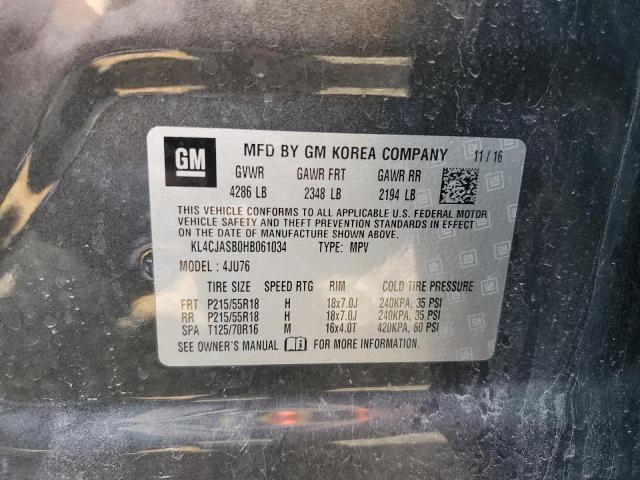 GM MFD BY GM KOREA COMPANY 11/16
GVWR GAWR FRT GAWR RR
4286 LB 2348 LB 2194 LB
THIS VEHICLE CONFORMS TO ALL APPLICABLE U.S. FEDERAL MOTOR
VEHICLE SAFETY AND THEFT PREVENTION STANDARDS IN EFFECT
ON THE DATE OF MANUFACTURE SHOWN ABOVE.
KL4CJASB0HB061034 TYPE: MPV
MODEL : 4JU76
TIRE SIZE SPEED RTG RIM COLD TIRE PRESSURE
FRT P215/55R18 H 18x7.0J 240KPA, 35 PSI
RR P215/55R18 H 18x7.0J 240KPA, 35 PSI
SPA T125/70R16 M 16x4.0T 420KPA, 60 PSI
SEE OWNER'S MANUAL FOR MORE INFORMATION.